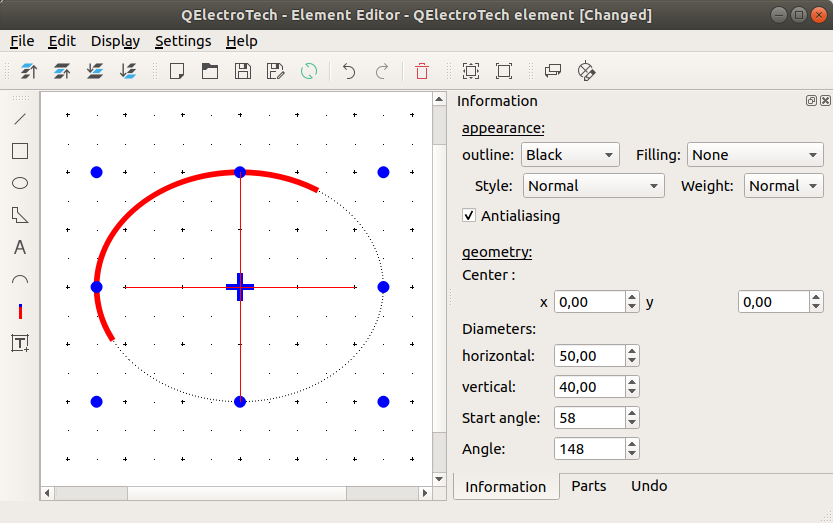 QElectroTech - Element Editor - QElectroTech element [Changed]
File Edit Display Settings Help
Information
appearance:
outline: Black Filling: None
Style: Normal Weight: Normal
Antialiasing
geometry:
Center :
x 0,00 y 0,00
Diameters:
horizontal: 50,00
vertical: 40,00
Start angle: 58
Angle: 148
Information Parts Undo
A
T